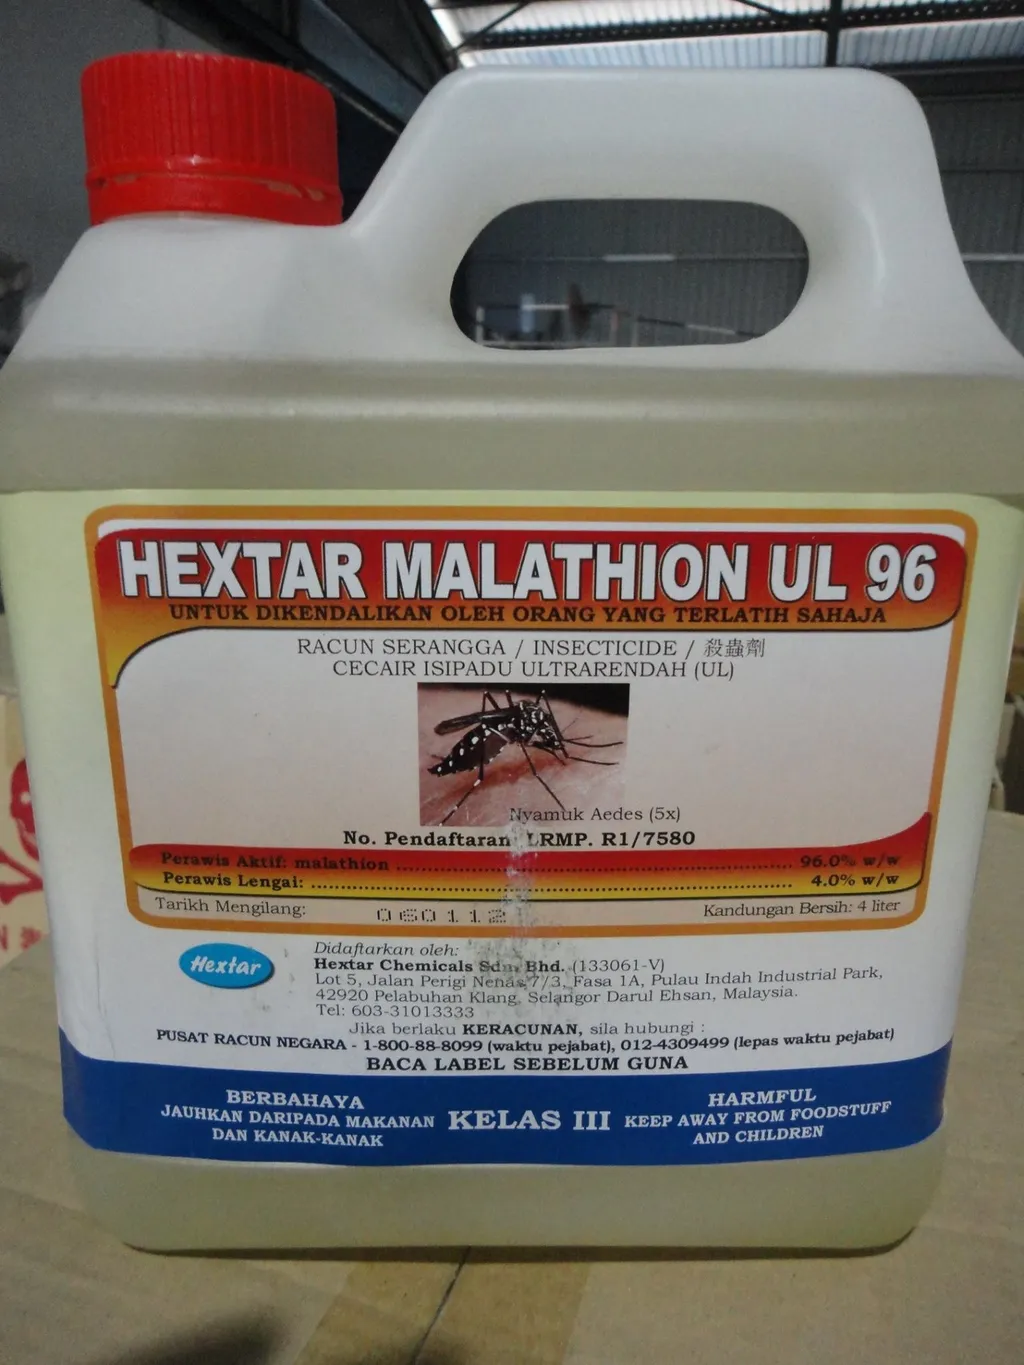 HEXTAR MALATHION UL 96
UNTUK DIKENDALIKAN OLEH ORANG YANG TERLATIH SAHAJA
RACUN SERANGGA / INSECTICIDE / 殺蟲劑
CECAIR ISIPADU ULTRARENDAH (UL)
Nyamuk Aedes (5x)
No. Pendaftaran LRMP. R1/7580
Perawis Aktif: malathion ........................................ 96.0% w/w
Perawis Lengai: ........................................ 4.0% w/w
Tarikh Mengilang: 060112 Kandungan Bersih: 4 liter
Hextar
Didaftarkan oleh:
Hextar Chemicals Sdn. Bhd. (133061-V)
Lot 5, Jalan Perigi Nenas 7/3, Fasa 1A, Pulau Indah Industrial Park,
42920 Pelabuhan Klang, Selangor Darul Ehsan, Malaysia.
Tel: 603-31013333
Jika berlaku KERACUNAN, sila hubungi :
PUSAT RACUN NEGARA - 1-800-88-8099 (waktu pejabat), 012-4309499 (lepas waktu pejabat)
BACA LABEL SEBELUM GUNA
BERBAHAYA
JAUHKAN DARIPADA MAKANAN
DAN KANAK-KANAK
KELAS III
HARMFUL
KEEP AWAY FROM FOODSTUFF
AND CHILDREN